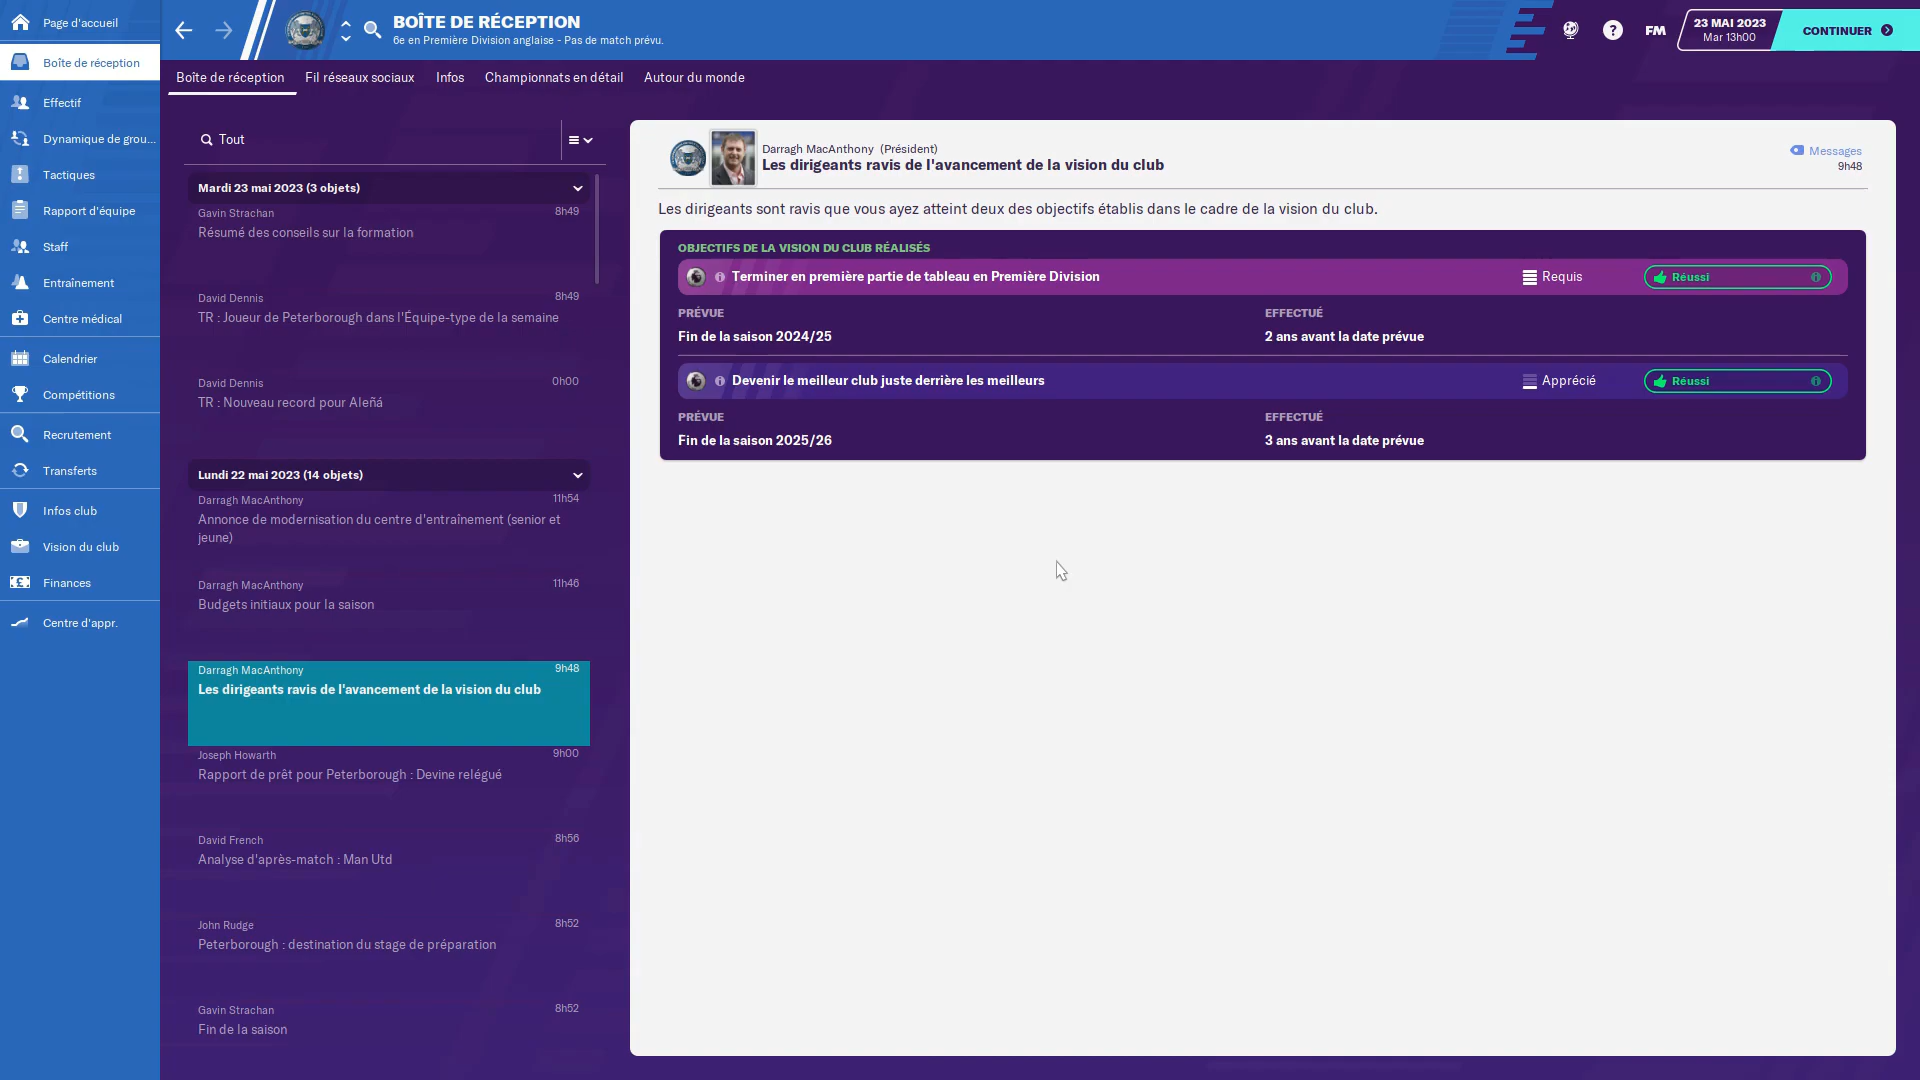 Page d'accueil
Boîte de réception
Effectif
Dynamique de grou...
Tactiques
Rapport d'équipe
Staff
Entraînement
Centre médical
Calendrier
Compétitions
Recrutement
Transferts
Infos club
Vision du club
Finances
Centre d'appr.
BOÎTE DE RÉCEPTION
6e en Première Division anglaise - Pas de match prévu.
FM
23 MAI 2023
Mar 13h00
CONTINUER
Boîte de réception Fil réseaux sociaux Infos Championnats en détail Autour du monde
Tout
Mardi 23 mai 2023 (3 objets)
Gavin Strachan 8h49
Résumé des conseils sur la formation
David Dennis 8h49
TR : Joueur de Peterborough dans l'Équipe-type de la semaine
David Dennis 0h00
TR : Nouveau record pour Aleñá
Lundi 22 mai 2023 (14 objets)
Darragh MacAnthony 11h54
Annonce de modernisation du centre d'entraînement (senior et
jeune)
Darragh MacAnthony 11h46
Budgets initiaux pour la saison
Darragh MacAnthony 9h48
Les dirigeants ravis de l'avancement de la vision du club
Joseph Howarth 9h00
Rapport de prêt pour Peterborough : Devine relégué
David French 8h56
Analyse d'après-match : Man Utd
John Rudge 8h52
Peterborough : destination du stage de préparation
Gavin Strachan 8h52
Fin de la saison
Darragh MacAnthony (Président)
Les dirigeants ravis de l'avancement de la vision du club
Messages
9h48
Les dirigeants sont ravis que vous ayez atteint deux des objectifs établis dans le cadre de la vision du club.
OBJECTIFS DE LA VISION DU CLUB RÉALISÉS
Terminer en première partie de tableau en Première Division Requis Réussi
PRÉVUE EFFECTUÉ
Fin de la saison 2024/25 2 ans avant la date prévue
Devenir le meilleur club juste derrière les meilleurs Apprécié Réussi
PRÉVUE EFFECTUÉ
Fin de la saison 2025/26 3 ans avant la date prévue